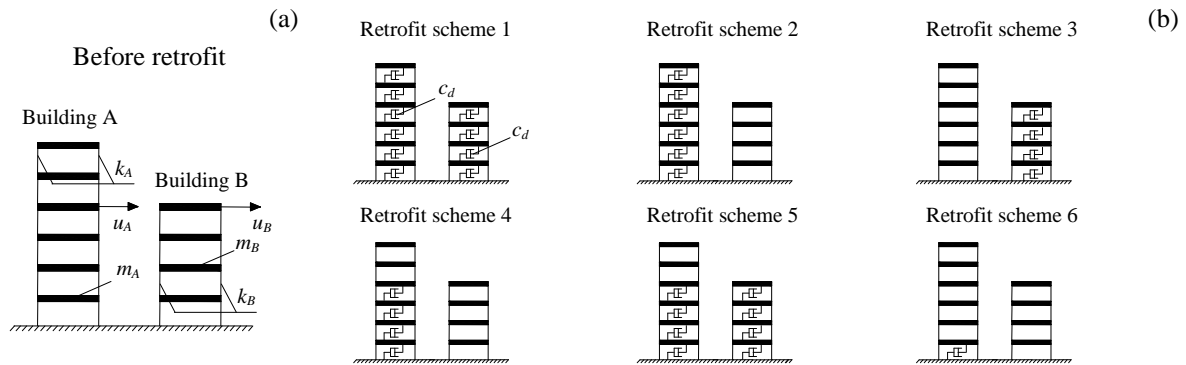 (a)
Before retrofit
Building A
k_A
Building B
u_A
u_B
m_B
m_A
k_B
(b)
Retrofit scheme 1
c_d
c_d
Retrofit scheme 2
Retrofit scheme 3
Retrofit scheme 4
Retrofit scheme 5
Retrofit scheme 6